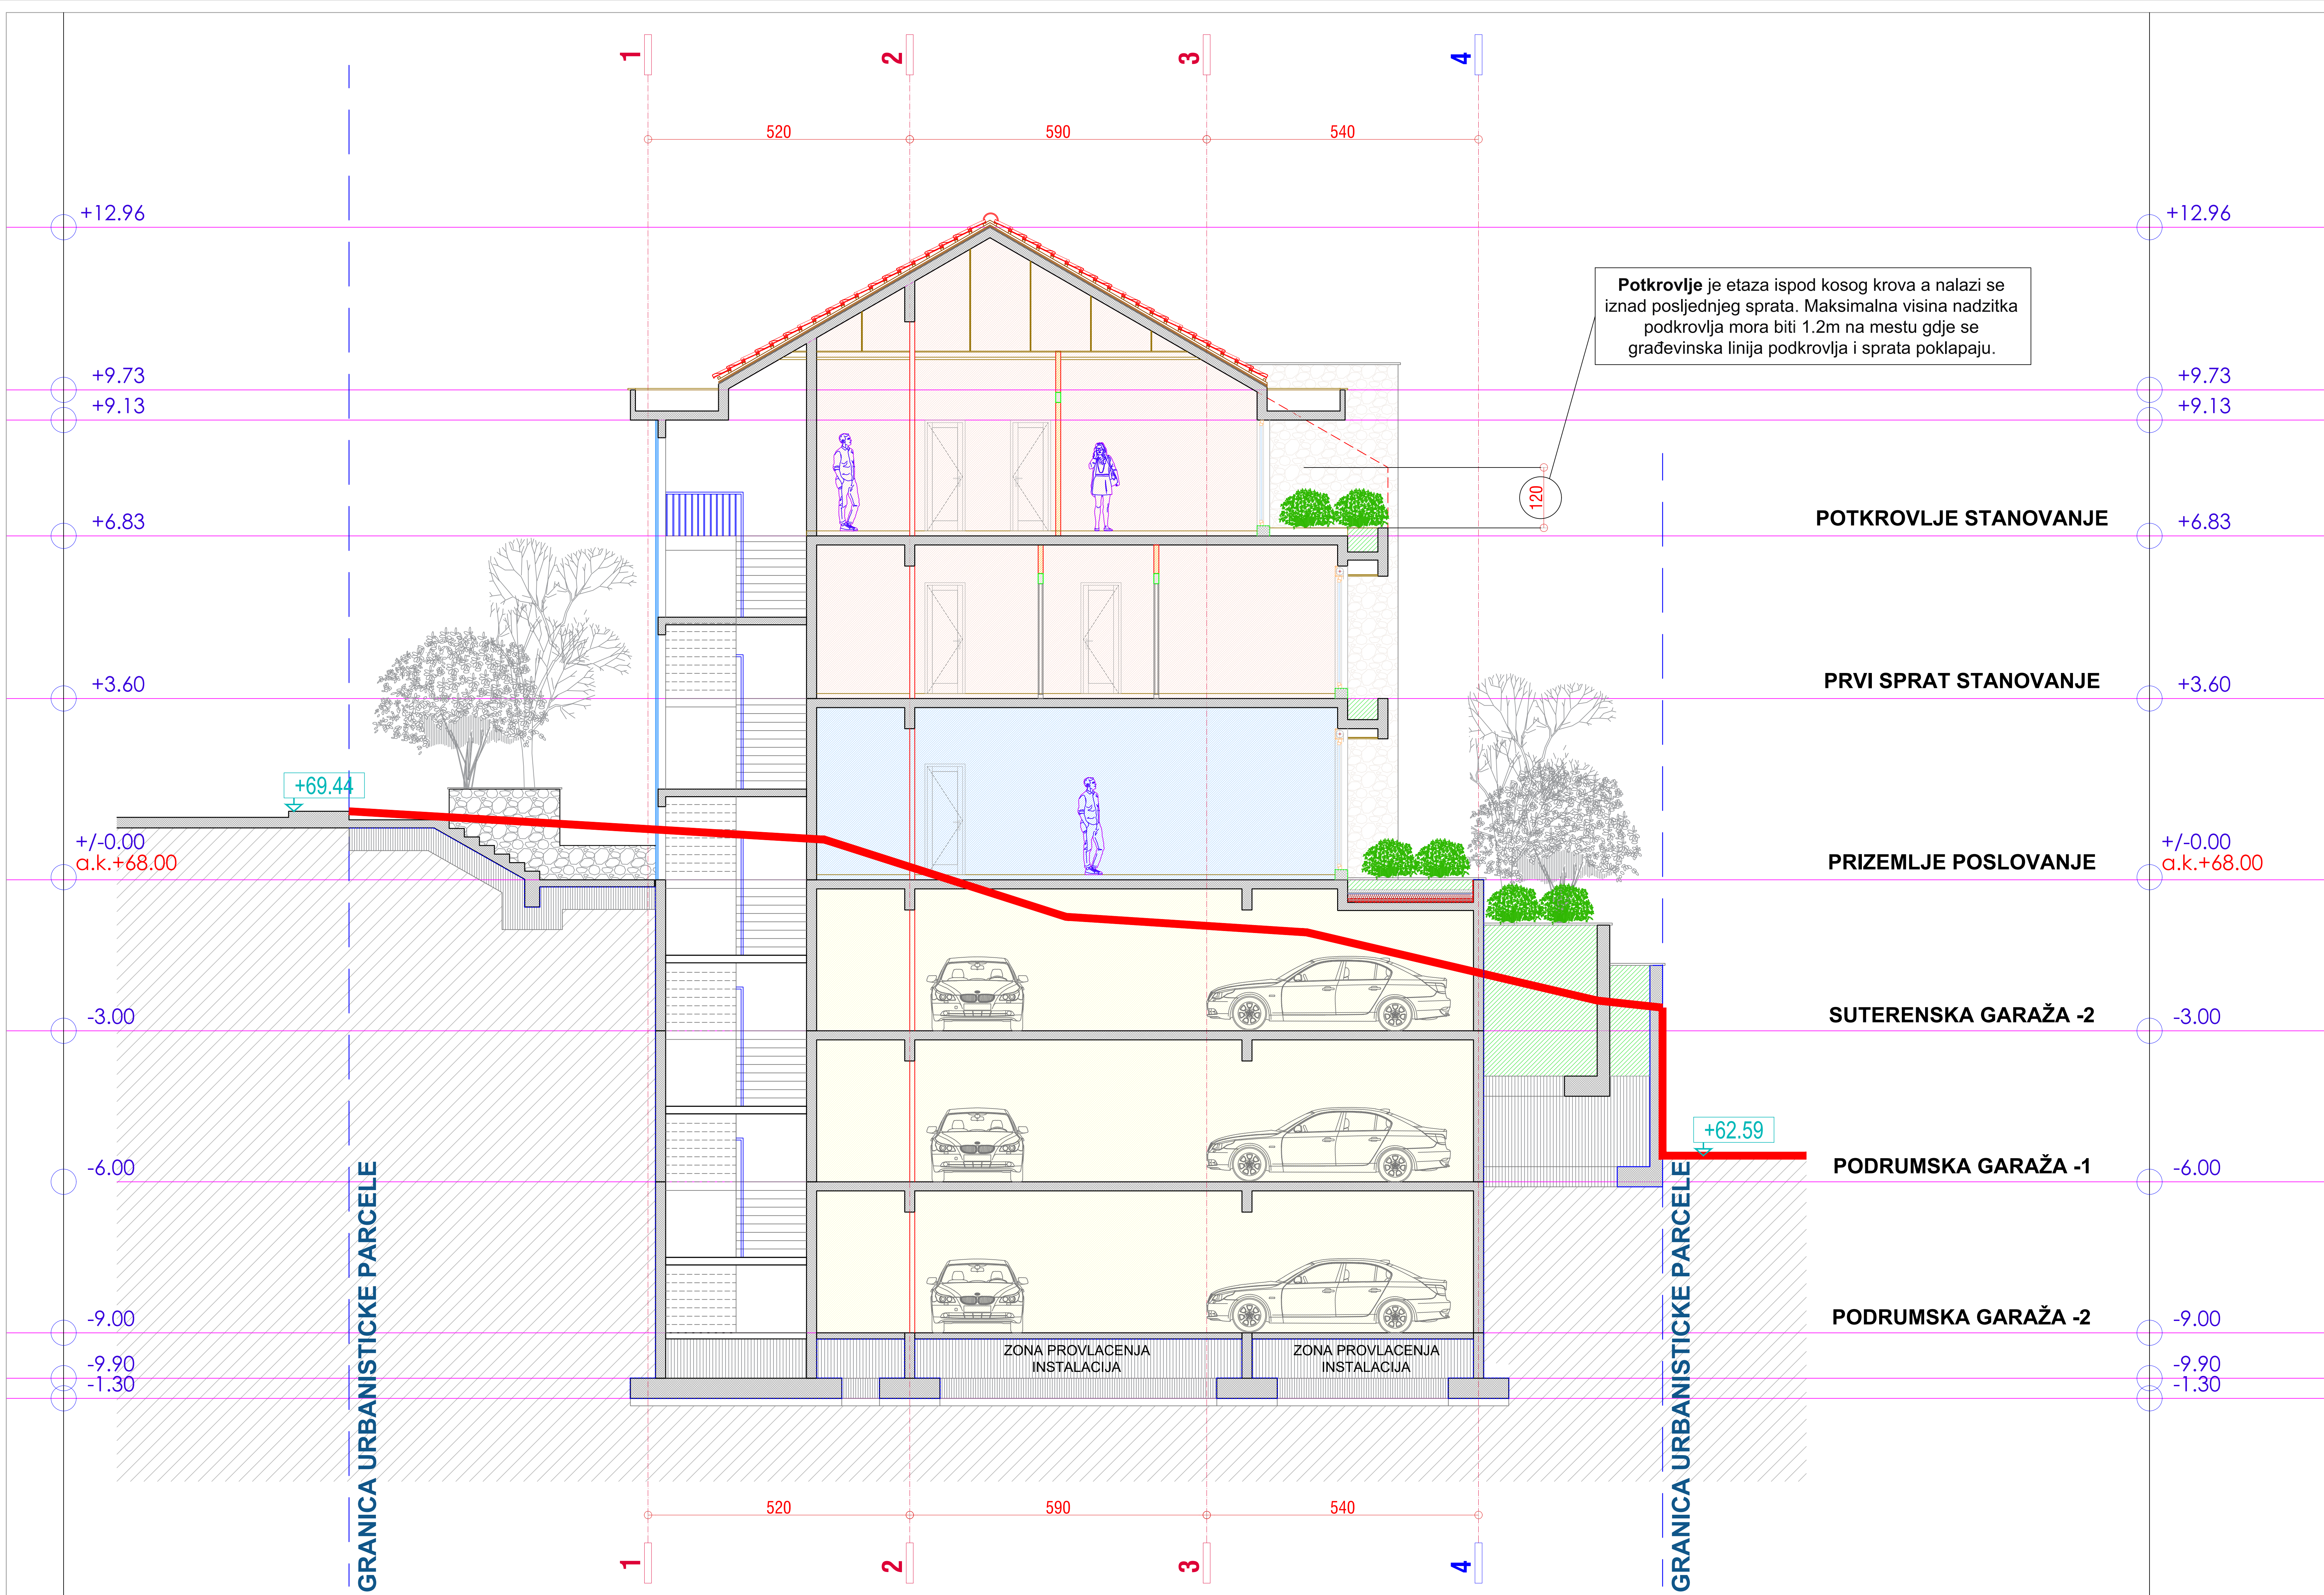 1
2
3
4
520
590
540
+12.96
+12.96
Potkrovlje je etaza ispod kosog krova a nalazi se
iznad posljednjeg sprata. Maksimalna visina nadzitka
podkrovlja mora biti 1.2m na mestu gdje se
građevinska linija podkrovlja i sprata poklapaju.
+9.73
+9.73
+9.13
+9.13
120
+6.83
POTKROVLJE STANOVANJE
+6.83
+3.60
PRVI SPRAT STANOVANJE
+3.60
+69.44
+/-0.00
a.k.+68.00
PRIZEMLJE POSLOVANJE
+/-0.00
a.k.+68.00
-3.00
SUTERENSKA GARAŽA -2
-3.00
+62.59
-6.00
PODRUMSKA GARAŽA -1
-6.00
GRANICA URBANISTICKE PARCELE
GRANICA URBANISTICKE PARCELE
-9.00
PODRUMSKA GARAŽA -2
-9.00
ZONA PROVLACENJA
INSTALACIJA
ZONA PROVLACENJA
INSTALACIJA
-9.90
-9.90
-1.30
-1.30
520
590
540
1
2
3
4